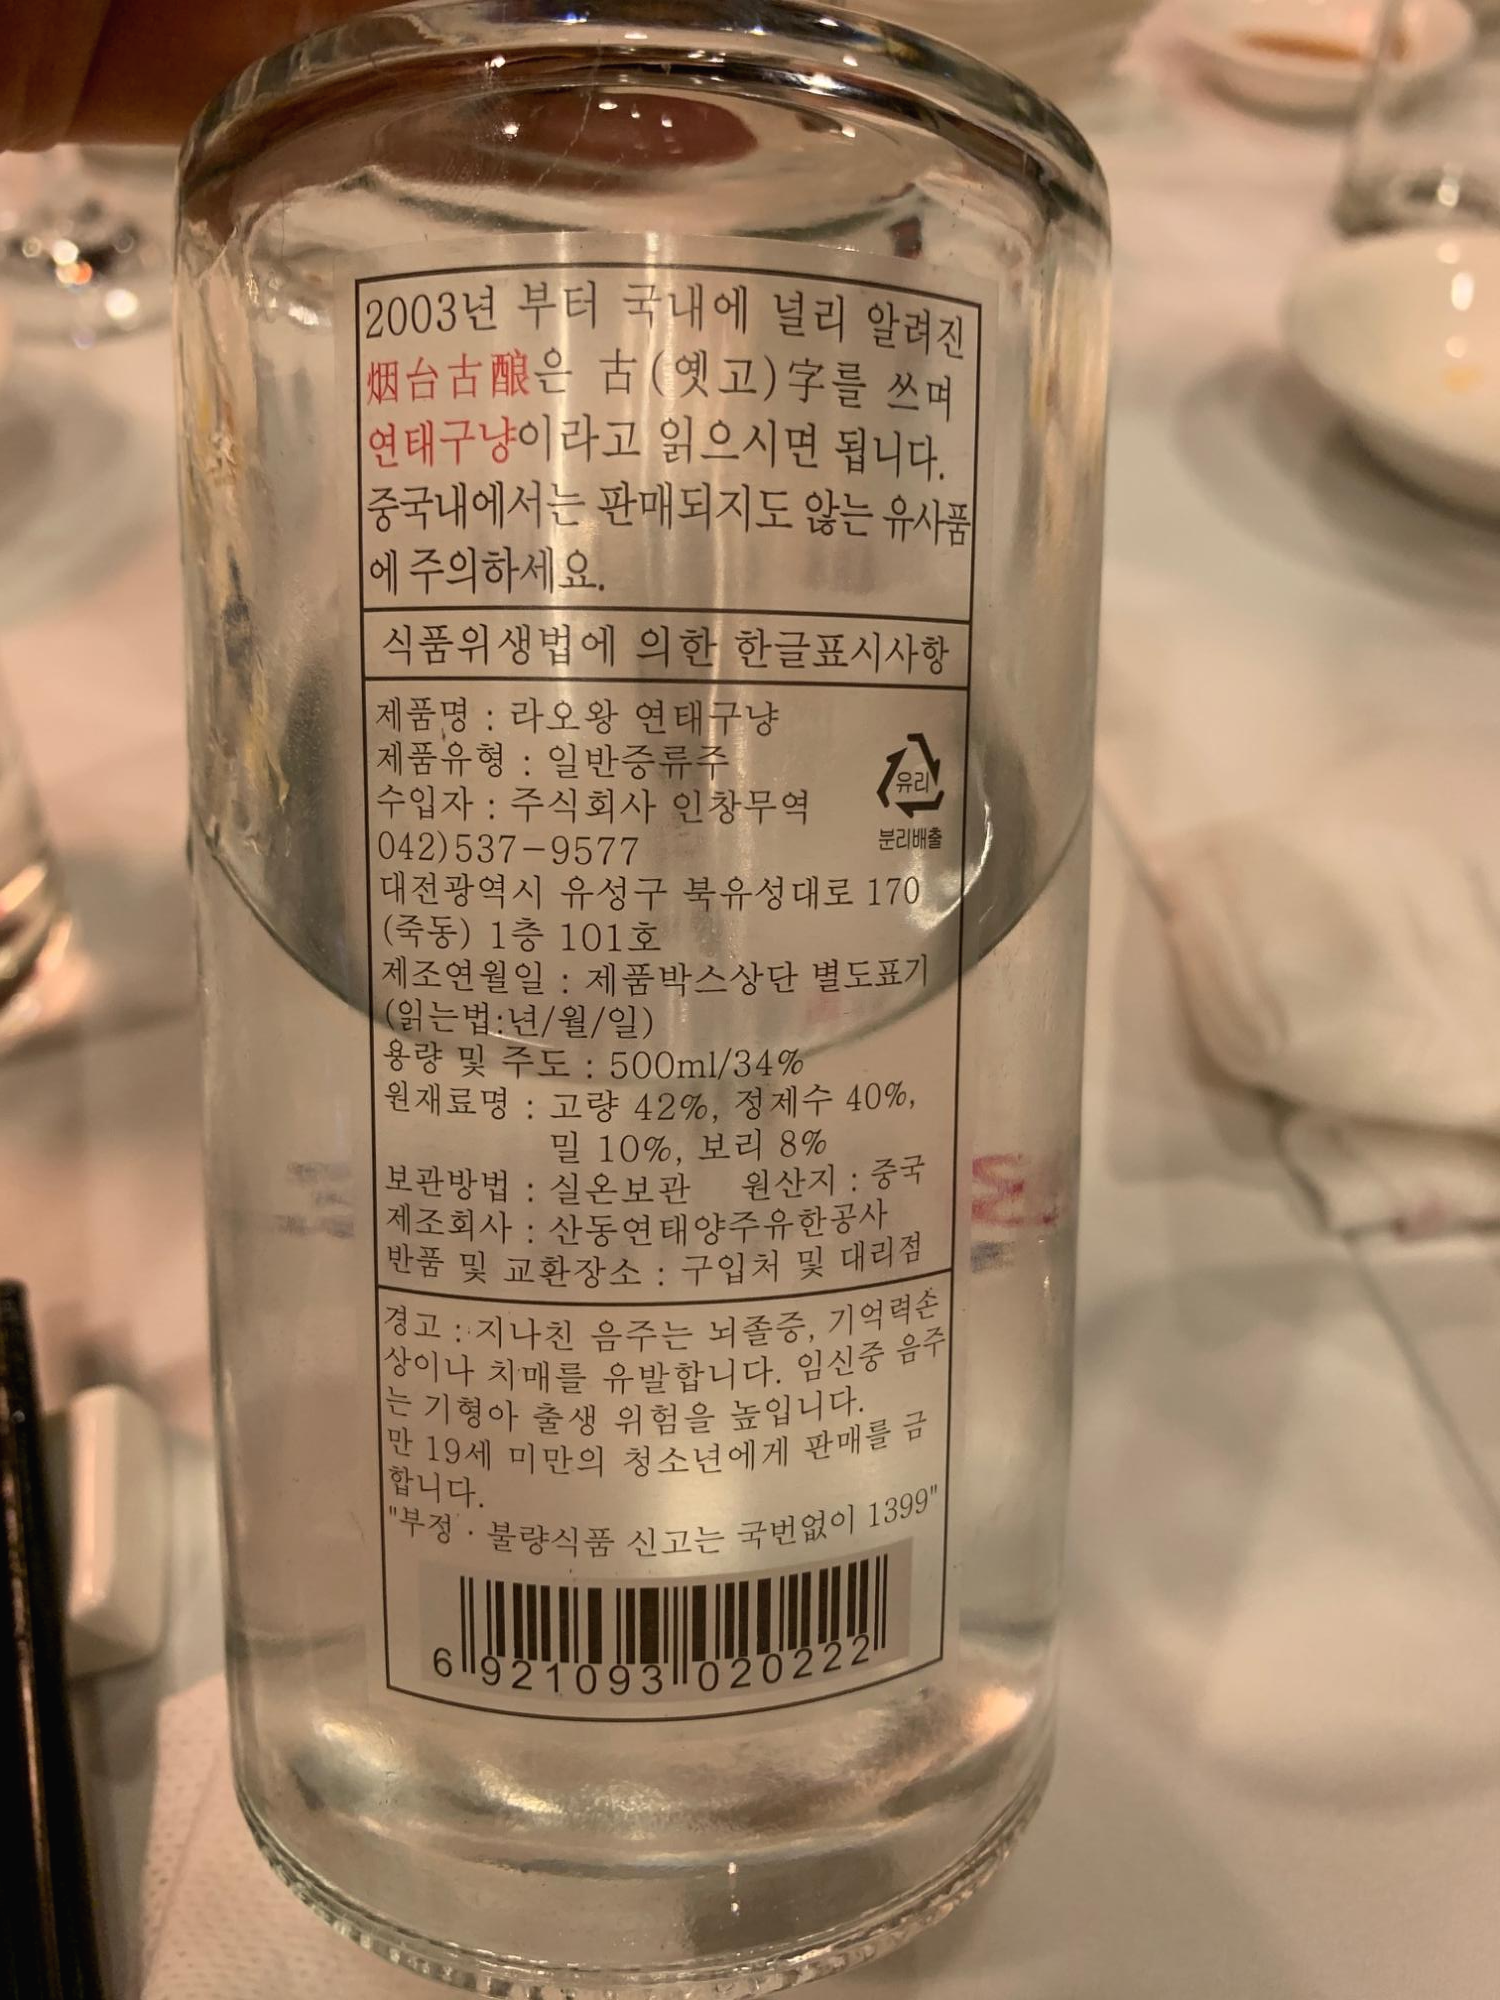 2003년 부터 국내에 널리 알려진
烟台古酿은 古(옛고)字를 쓰며
연태구냥이라고 읽으시면 됩니다.
중국내에서는 판매되지도 않는 유사품
에 주의하세요.
식품위생법에 의한 한글표시사항
제품명 : 라오왕 연태구냥
제품유형 : 일반증류주
수입자 : 주식회사 인창무역
042)537-9577
유리
분리배출
대전광역시 유성구 북유성대로 170
(죽동) 1층 101호
제조연월일 : 제품박스상단 별도표기
(읽는법:년/월/일)
용량 및 주도 : 500ml/34%
원재료명 : 고량 42%, 정제수 40%,
밀 10%, 보리 8%
보관방법 : 실온보관 원산지 : 중국
제조회사 : 산동연태양주유한공사
반품 및 교환장소 : 구입처 및 대리점
경고 : 지나친 음주는 뇌졸증, 기억력손
상이나 치매를 유발합니다. 임신중 음주
는 기형아 출생 위험을 높입니다.
만 19세 미만의 청소년에게 판매를 금
합니다.
"부정·불량식품 신고는 국번없이 1399"
6 921093 020222